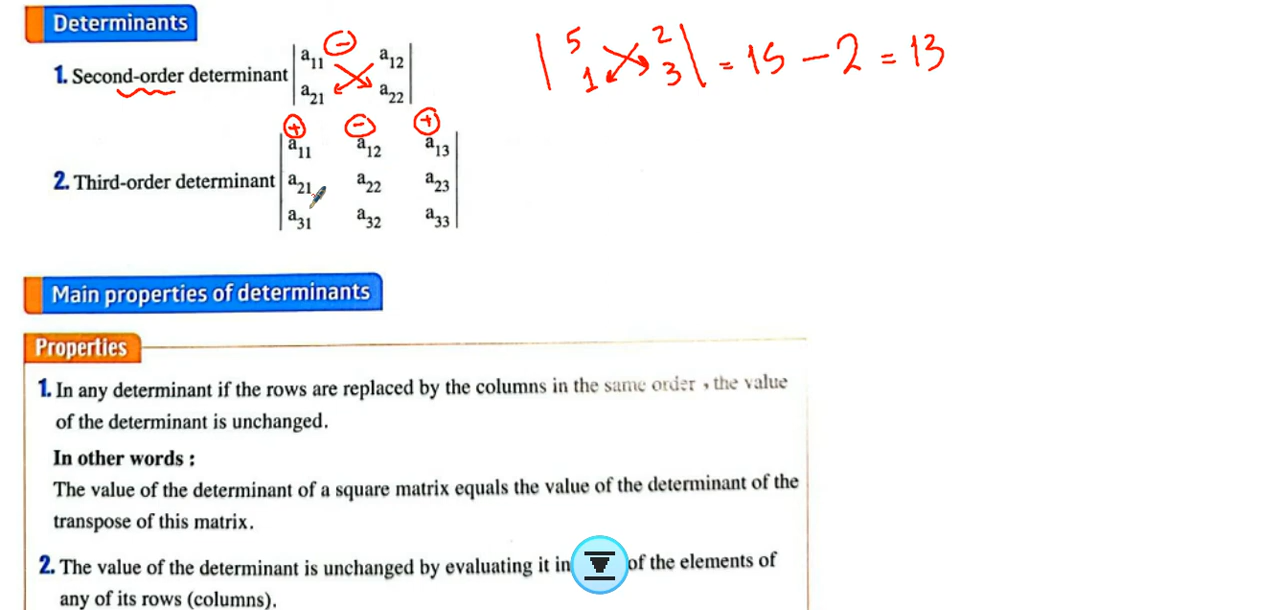 Determinants
1. Second-order determinant | a11 a12 |
| a21 a22 |
⊖
| 5 2 |
| 1 3 | = 15 − 2 = 13
⊕ ⊖ ⊕
2. Third-order determinant | a11 a12 a13 |
| a21 a22 a23 |
| a31 a32 a33 |
Main properties of determinants
Properties
1. In any determinant if the rows are replaced by the columns in the same order , the value
of the determinant is unchanged.
In other words :
The value of the determinant of a square matrix equals the value of the determinant of the
transpose of this matrix.
2. The value of the determinant is unchanged by evaluating it in of the elements of
any of its rows (columns).